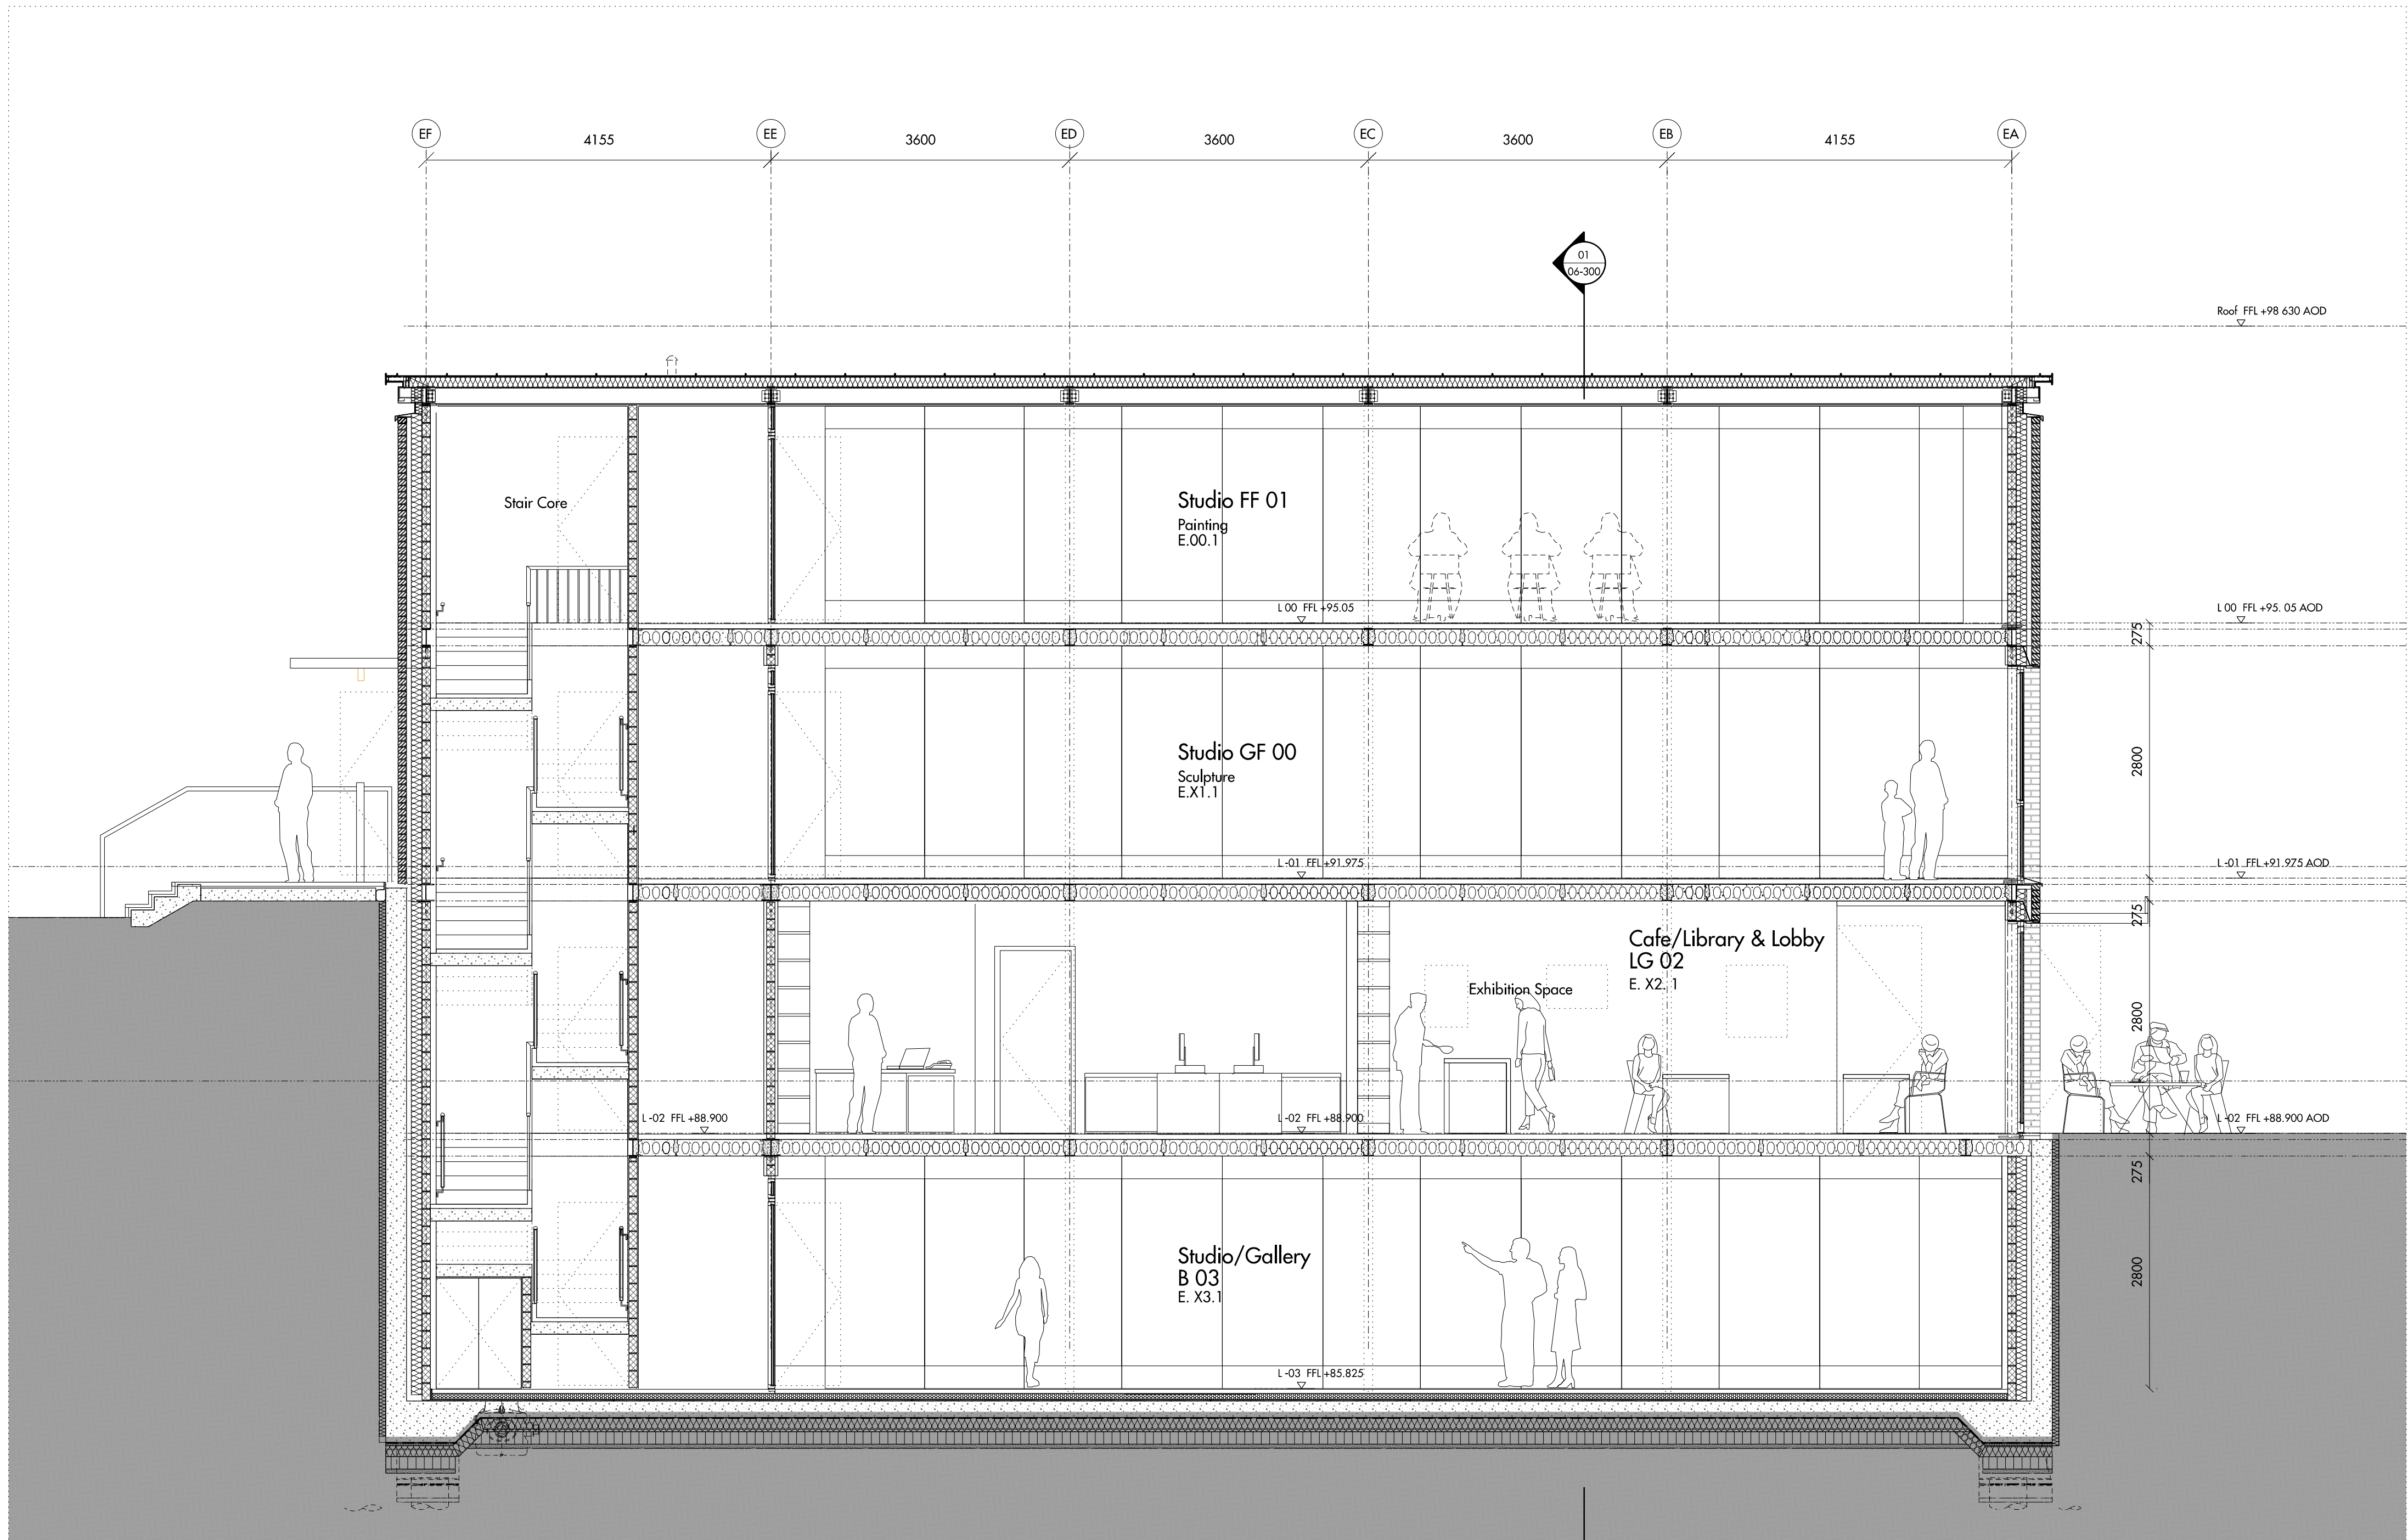 EF
EE
ED
EC
EB
EA
4155
3600
3600
3600
4155
01
06-300
Roof FFL +98 630 AOD
Stair Core
Studio FF 01
Painting
E.00.1
L 00 FFL +95.05
L 00 FFL +95. 05 AOD
275
Studio GF 00
Sculpture
E.X1.1
2800
L -01 FFL +91.975
L -01 FFL +91.975 AOD
275
Cafe/Library & Lobby
LG 02
E. X2. 1
Exhibition Space
2800
L -02 FFL +88.900
L -02 FFL +88.900
L -02 FFL +88.900 AOD
275
Studio/Gallery
B 03
E. X3.1
2800
L -03 FFL +85.825